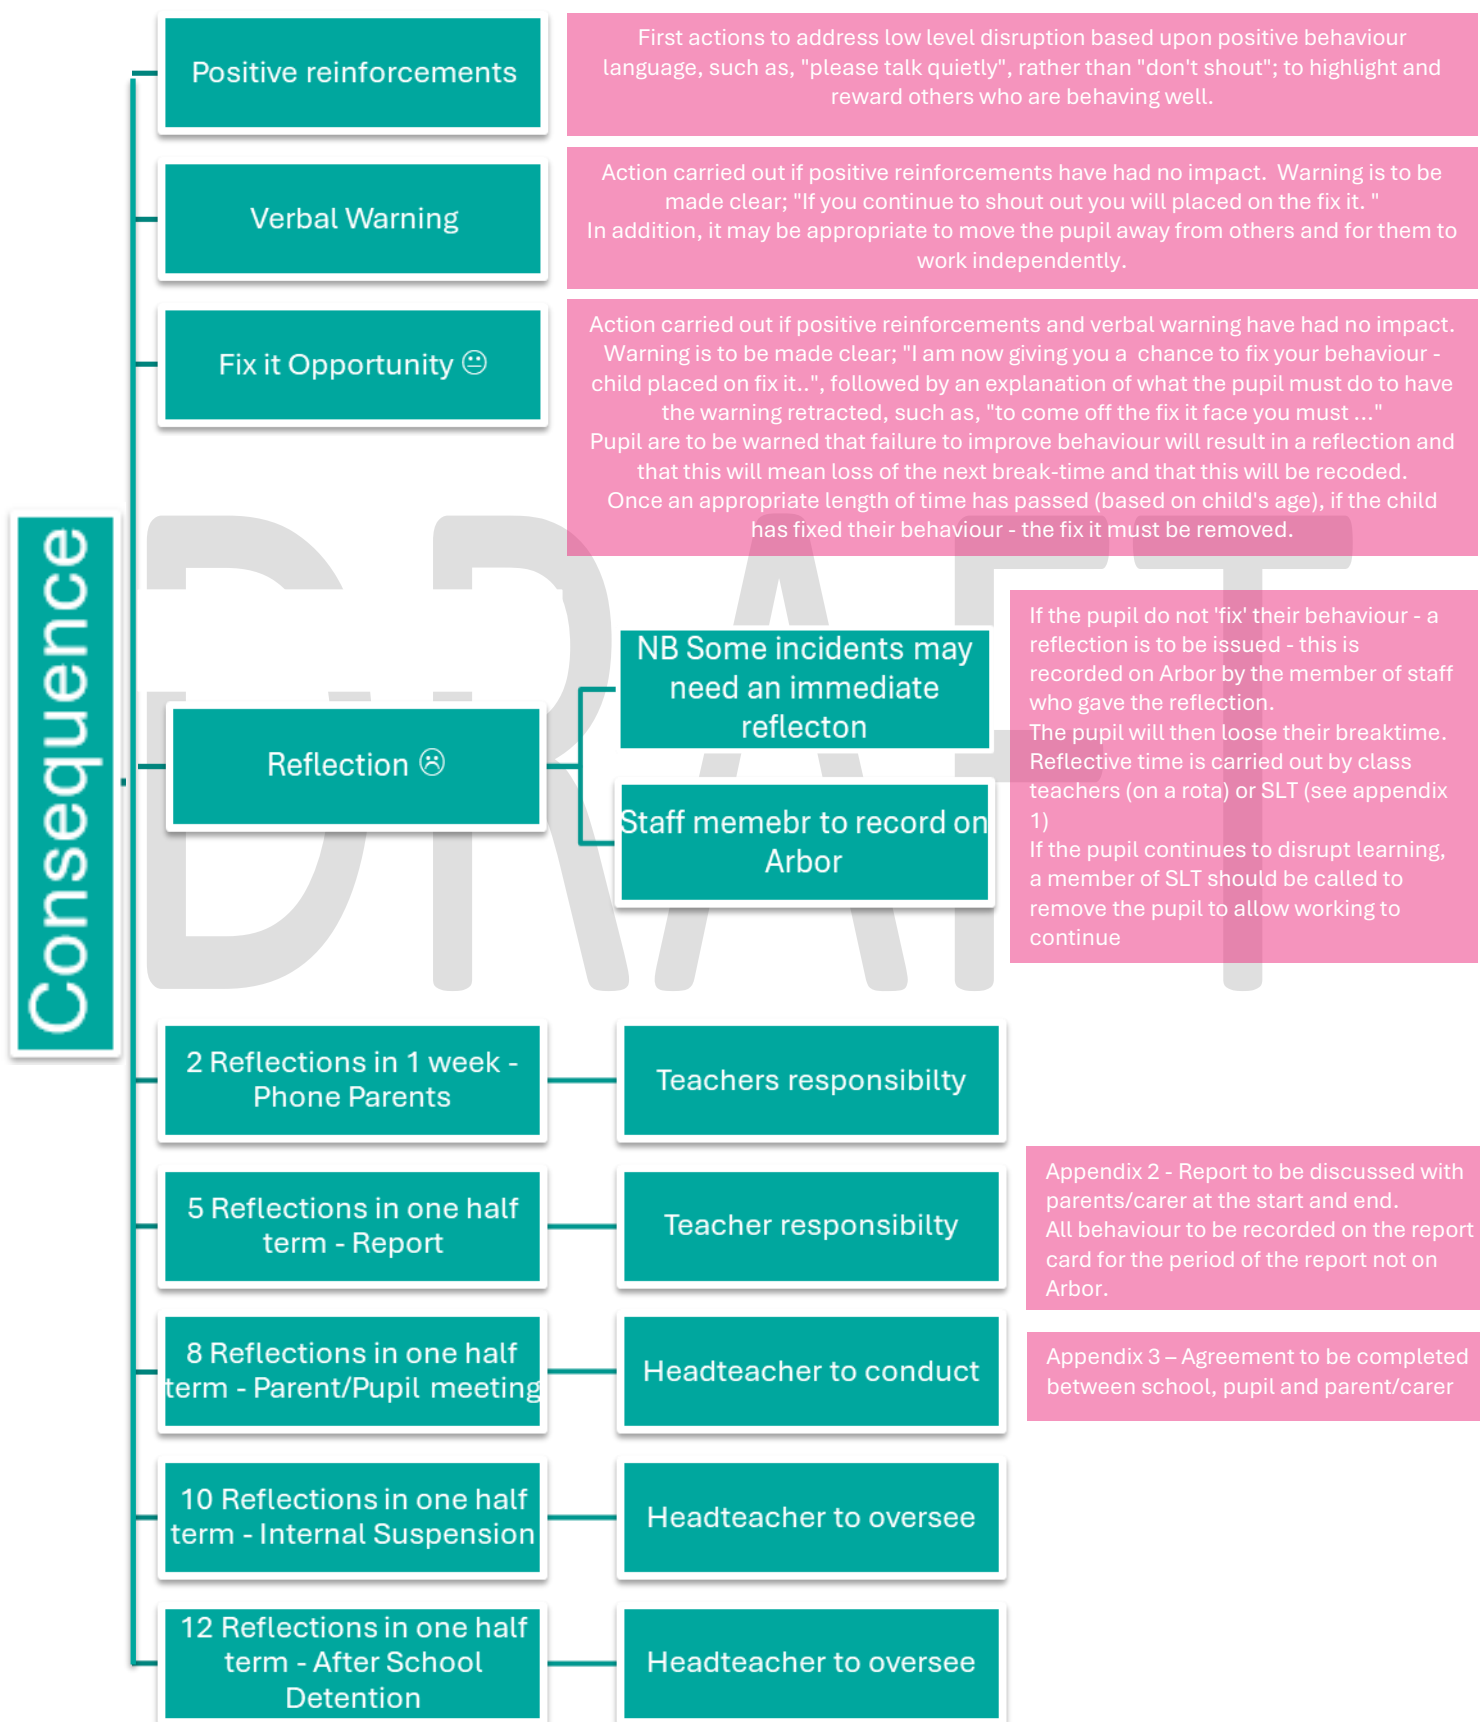 Consequence
Positive reinforcements
First actions to address low level disruption based upon positive behaviour
language, such as, "please talk quietly", rather than "don't shout"; to highlight and
reward others who are behaving well.
Verbal Warning
Action carried out if positive reinforcements have had no impact.  Warning is to be
made clear; "If you continue to shout out you will placed on the fix it. "
In addition, it may be appropriate to move the pupil away from others and for them to
work independently.
Fix it Opportunity 😐
Action carried out if positive reinforcements and verbal warning have had no impact.
Warning is to be made clear; "I am now giving you a  chance to fix your behaviour -
child placed on fix it..", followed by an explanation of what the pupil must do to have
the warning retracted, such as, "to come off the fix it face you must ..."
Pupil are to be warned that failure to improve behaviour will result in a reflection and
that this will mean loss of the next break-time and that this will be recoded.
Once an appropriate length of time has passed (based on child's age), if the child
has fixed their behaviour - the fix it must be removed.
DRAFT
Reflection ☹
NB Some incidents may
need an immediate
reflecton
Staff memebr to record on
Arbor
If the pupil do not 'fix' their behaviour - a
reflection is to be issued - this is
recorded on Arbor by the member of staff
who gave the reflection.
The pupil will then loose their breaktime.
Reflective time is carried out by class
teachers (on a rota) or SLT (see appendix
1)
If the pupil continues to disrupt learning,
a member of SLT should be called to
remove the pupil to allow working to
continue
2 Reflections in 1 week -
Phone Parents
Teachers responsibilty
5 Reflections in one half
term - Report
Teacher responsibilty
Appendix 2 - Report to be discussed with
parents/carer at the start and end.
All behaviour to be recorded on the report
card for the period of the report not on
Arbor.
8 Reflections in one half
term - Parent/Pupil meeting
Headteacher to conduct
Appendix 3 – Agreement to be completed
between school, pupil and parent/carer
10 Reflections in one half
term - Internal Suspension
Headteacher to oversee
12 Reflections in one half
term - After School
Detention
Headteacher to oversee